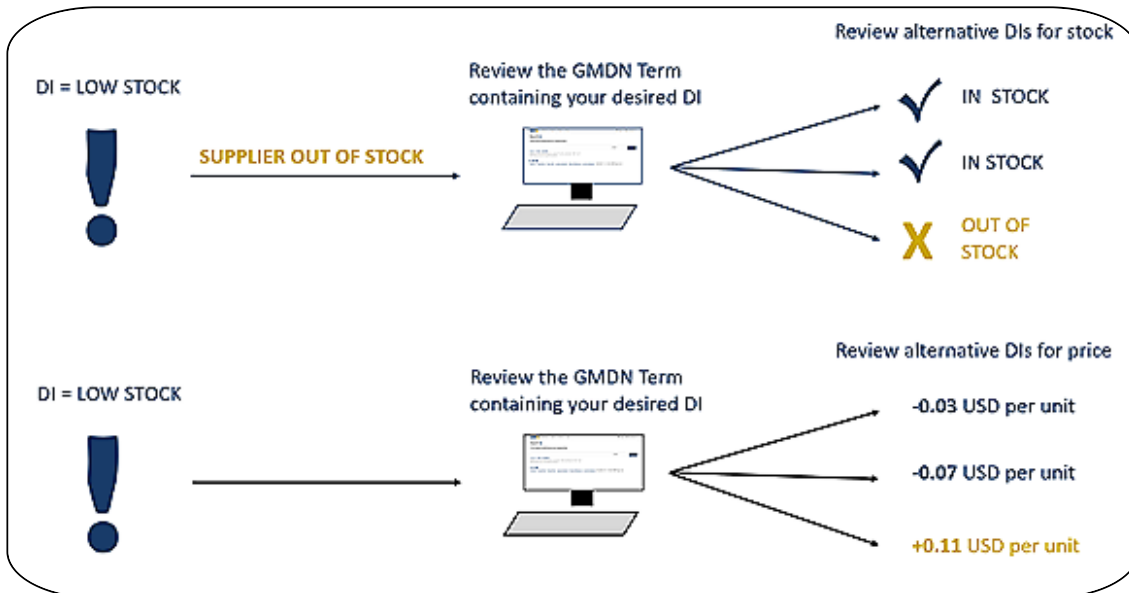 Review alternative DIs for stock
DI = LOW STOCK
Review the GMDN Term
containing your desired DI
SUPPLIER OUT OF STOCK
IN STOCK
IN STOCK
OUT OF
STOCK
Review alternative DIs for price
DI = LOW STOCK
Review the GMDN Term
containing your desired DI
-0.03 USD per unit
-0.07 USD per unit
+0.11 USD per unit